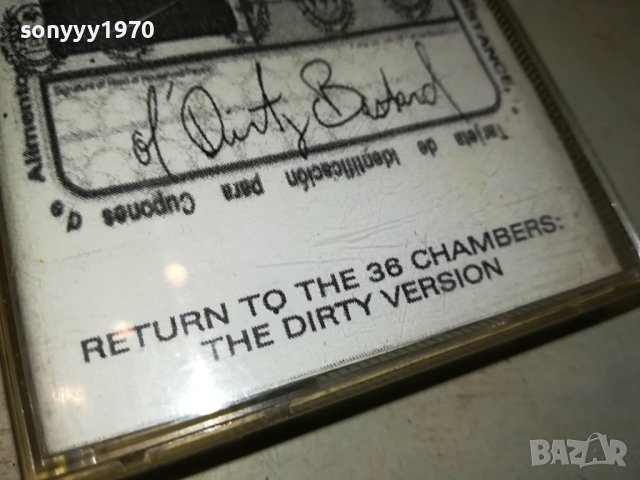 sonyyy1970
Alimento
ISTANCE.
ol' Dirty Bastard
Tarjeta de identificación para Cupones d
RETURN TO THE 36 CHAMBERS:
THE DIRTY VERSION
BAZAR